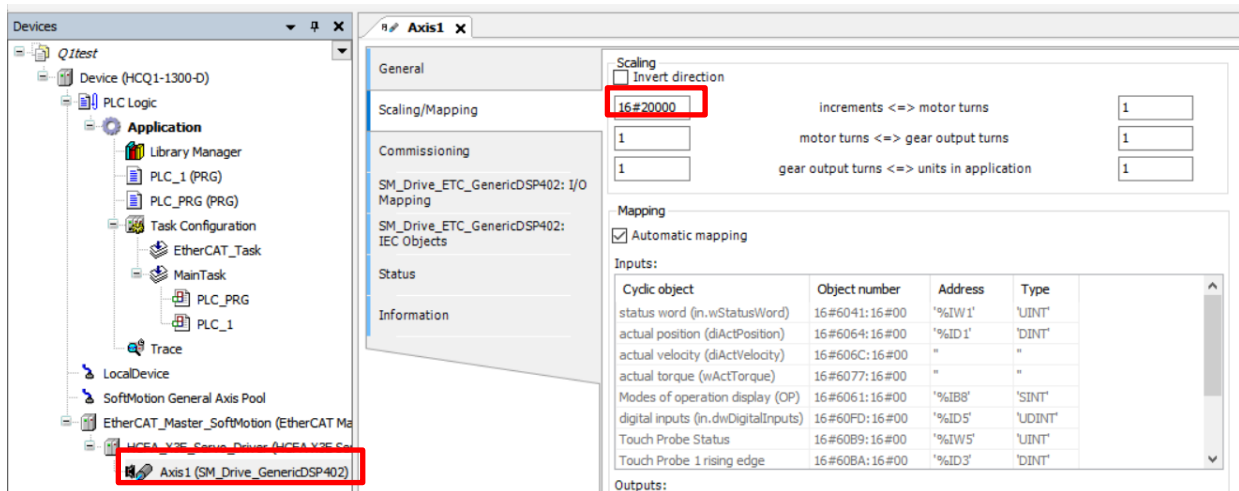 Devices
Q1test
Device (HCQ1-1300-D)
PLC Logic
Application
Library Manager
PLC_1 (PRG)
PLC_PRG (PRG)
Task Configuration
EtherCAT_Task
MainTask
PLC_PRG
PLC_1
Trace
LocalDevice
SoftMotion General Axis Pool
EtherCAT_Master_SoftMotion (EtherCAT Ma
HCFA_X3E_Servo_Driver (HCFA X3E Ser
Axis1 (SM_Drive_GenericDSP402)
Axis1
General
Scaling/Mapping
Commissioning
SM_Drive_ETC_GenericDSP402: I/O
Mapping
SM_Drive_ETC_GenericDSP402:
IEC Objects
Status
Information
Scaling
Invert direction
16#20000 increments <=> motor turns 1
1 motor turns <=> gear output turns 1
1 gear output turns <=> units in application 1
Mapping
Automatic mapping
Inputs:
Cyclic object Object number Address Type
status word (in.wStatusWord) 16#6041:16#00 '%IW1' 'UINT'
actual position (diActPosition) 16#6064:16#00 '%ID1' 'DINT'
actual velocity (diActVelocity) 16#606C:16#00 '' ''
actual torque (wActTorque) 16#6077:16#00 '' ''
Modes of operation display (OP) 16#6061:16#00 '%IB8' 'SINT'
digital inputs (in.dwDigitalInputs) 16#60FD:16#00 '%ID5' 'UDINT'
Touch Probe Status 16#60B9:16#00 '%IW5' 'UINT'
Touch Probe 1 rising edge 16#60BA:16#00 '%ID3' 'DINT'
Outputs: